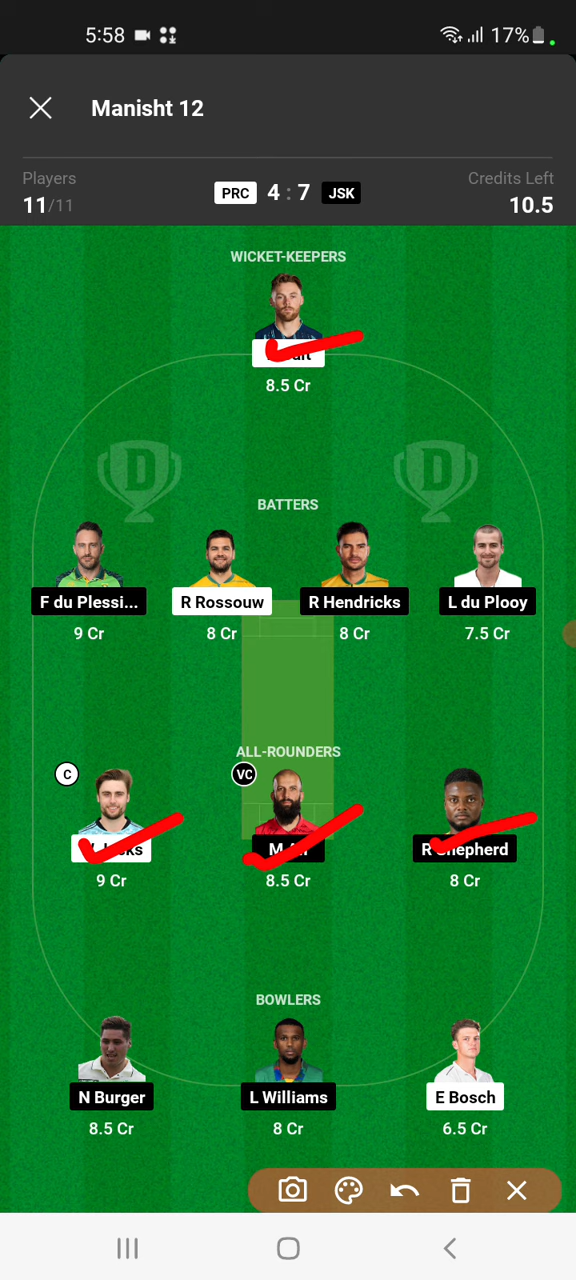 5:58 17%
Manisht 12
Players Credits Left
11/11 PRC 4 : 7 JSK 10.5
WICKET-KEEPERS
8.5 Cr
D D
BATTERS
F du Plessi... R Rossouw R Hendricks L du Plooy
9 Cr 8 Cr 8 Cr 7.5 Cr
ALL-ROUNDERS
C VC
R Shepherd
9 Cr 8.5 Cr 8 Cr
BOWLERS
N Burger L Williams E Bosch
8.5 Cr 8 Cr 6.5 Cr